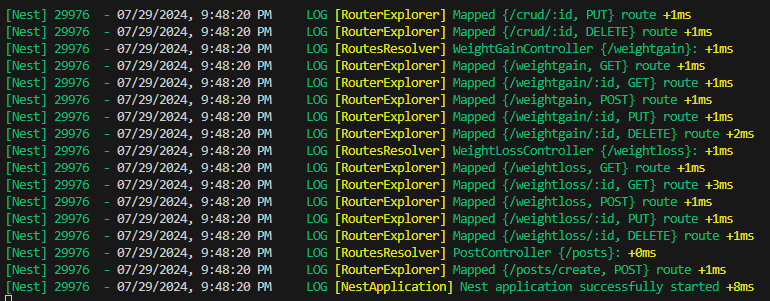 [Nest] 29976  - 07/29/2024, 9:48:20 PM     LOG [RouterExplorer] Mapped {/crud/:id, PUT} route +1ms
[Nest] 29976  - 07/29/2024, 9:48:20 PM     LOG [RouterExplorer] Mapped {/crud/:id, DELETE} route +1ms
[Nest] 29976  - 07/29/2024, 9:48:20 PM     LOG [RoutesResolver] WeightGainController {/weightgain}: +1ms
[Nest] 29976  - 07/29/2024, 9:48:20 PM     LOG [RouterExplorer] Mapped {/weightgain, GET} route +1ms
[Nest] 29976  - 07/29/2024, 9:48:20 PM     LOG [RouterExplorer] Mapped {/weightgain/:id, GET} route +1ms
[Nest] 29976  - 07/29/2024, 9:48:20 PM     LOG [RouterExplorer] Mapped {/weightgain, POST} route +1ms
[Nest] 29976  - 07/29/2024, 9:48:20 PM     LOG [RouterExplorer] Mapped {/weightgain/:id, PUT} route +1ms
[Nest] 29976  - 07/29/2024, 9:48:20 PM     LOG [RouterExplorer] Mapped {/weightgain/:id, DELETE} route +2ms
[Nest] 29976  - 07/29/2024, 9:48:20 PM     LOG [RoutesResolver] WeightLossController {/weightloss}: +1ms
[Nest] 29976  - 07/29/2024, 9:48:20 PM     LOG [RouterExplorer] Mapped {/weightloss, GET} route +1ms
[Nest] 29976  - 07/29/2024, 9:48:20 PM     LOG [RouterExplorer] Mapped {/weightloss/:id, GET} route +3ms
[Nest] 29976  - 07/29/2024, 9:48:20 PM     LOG [RouterExplorer] Mapped {/weightloss, POST} route +1ms
[Nest] 29976  - 07/29/2024, 9:48:20 PM     LOG [RouterExplorer] Mapped {/weightloss/:id, PUT} route +1ms
[Nest] 29976  - 07/29/2024, 9:48:20 PM     LOG [RouterExplorer] Mapped {/weightloss/:id, DELETE} route +1ms
[Nest] 29976  - 07/29/2024, 9:48:20 PM     LOG [RoutesResolver] PostController {/posts}: +0ms
[Nest] 29976  - 07/29/2024, 9:48:20 PM     LOG [RouterExplorer] Mapped {/posts/create, POST} route +1ms
[Nest] 29976  - 07/29/2024, 9:48:20 PM     LOG [NestApplication] Nest application successfully started +8ms